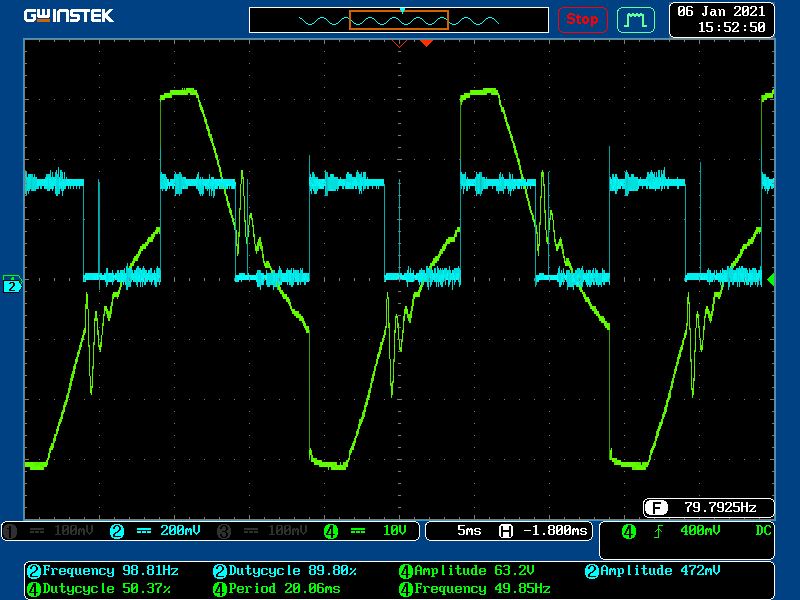 GWINSTEK
Stop
06 Jan 2021
15:52:50
2
F 79.7925Hz
1 100mV 2 200mV 3 100mV 4 10V
5ms H -1.800ms
4 400mV DC
2 Frequency 98.81Hz 2 Dutycycle 89.80% 4 Amplitude 63.2V 2 Amplitude 472mV
4 Dutycycle 50.37% 4 Period 20.06ms 4 Frequency 49.85Hz